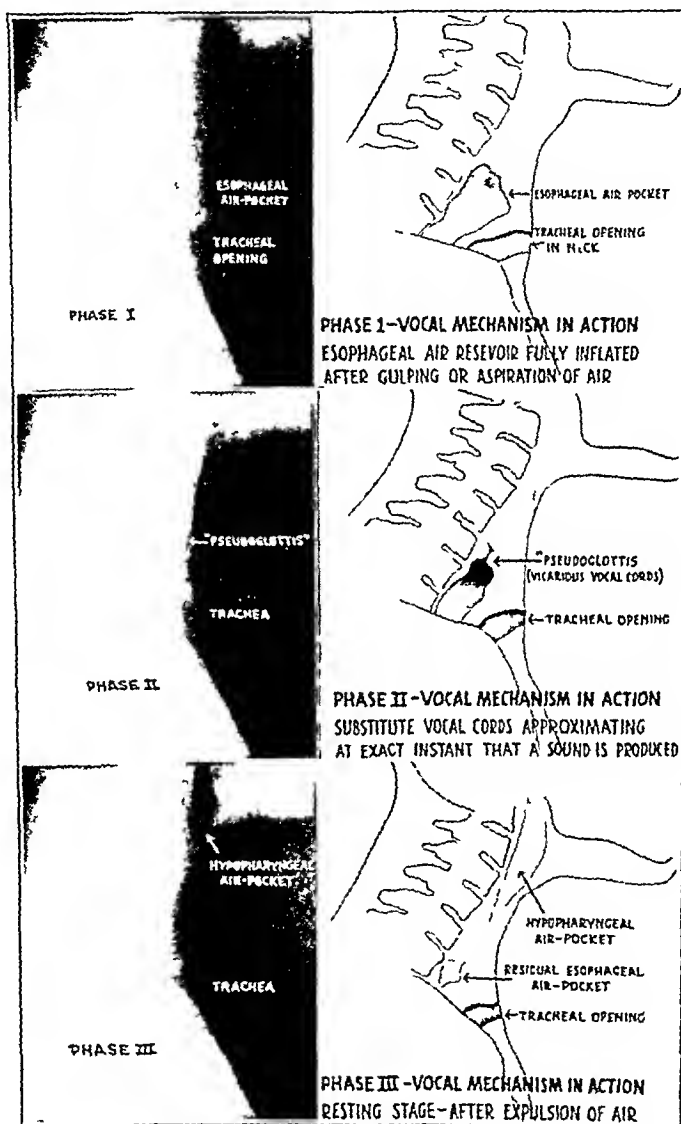 ESOPHAGEAL
AIR-POCKET
TRACHEAL
OPENING
PHASE I
ESOPHAGEAL AIR POCKET
TRACHEAL OPENING
IN NECK
PHASE 1-VOCAL MECHANISM IN ACTION
ESOPHAGEAL AIR RESEVOIR FULLY INFLATED
AFTER GULPING OR ASPIRATION OF AIR
"PSEUDOGLOTTIS"
TRACHEA
PHASE II
"PSEUDOGLOTTIS
(VICARIOUS VOCAL CORDS)
TRACHEAL OPENING
PHASE II-VOCAL MECHANISM IN ACTION
SUBSTITUTE VOCAL CORDS APPROXIMATING
AT EXACT INSTANT THAT A SOUND IS PRODUCED
HYPOPHARYNGEAL
AIR-POCKET
TRACHEA
PHASE III
HYPOPHARYNGEAL
AIR-POCKET
RESIDUAL ESOPHAGEAL
AIR-POCKET
TRACHEAL OPENING
PHASE III-VOCAL MECHANISM IN ACTION
RESTING STAGE-AFTER EXPULSION OF AIR